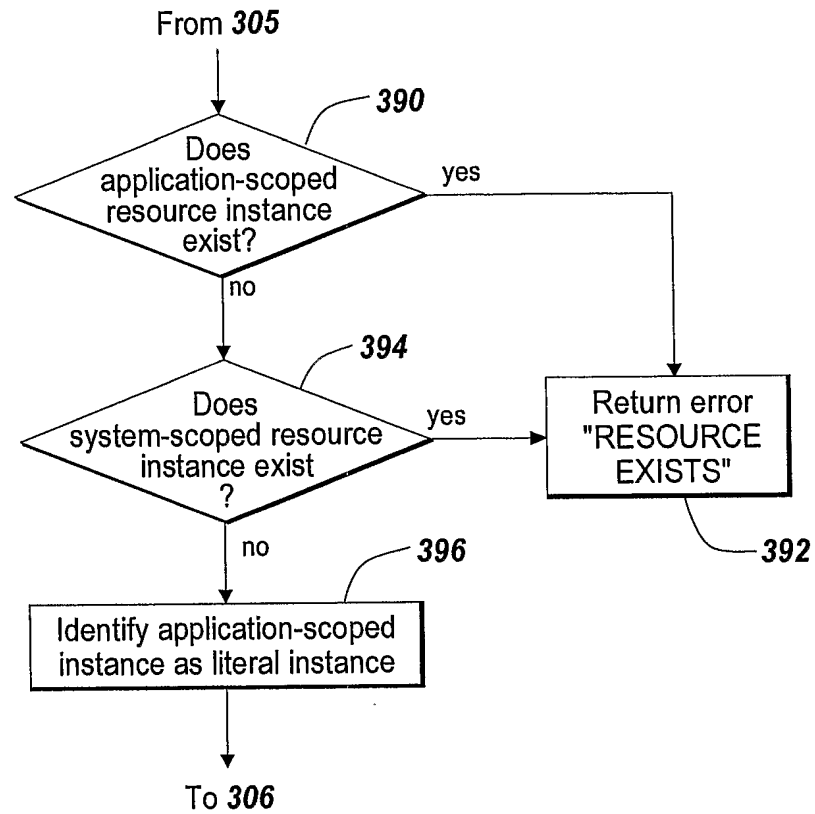 From 305
390
Does
application-scoped
resource instance
exist?
yes
no
394
Does
system-scoped resource
instance exist
?
yes
Return error
"RESOURCE
EXISTS"
392
no
396
Identify application-scoped
instance as literal instance
To 306